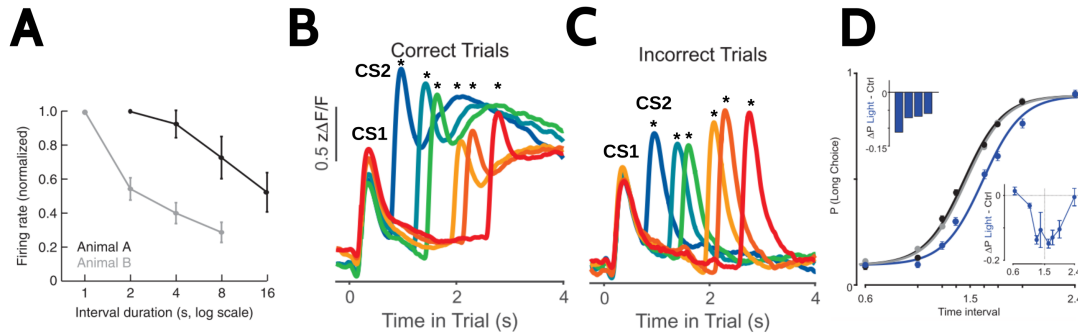 A
Firing rate (normalized)
1.0
0.8
0.6
0.4
0.2
0
Animal A
Animal B
1 2 4 8 16
Interval duration (s, log scale)
B
Correct Trials
0.5 zΔF/F
CS2
* * * * * *
CS1
0 2 4
Time in Trial (s)
C
Incorrect Trials
CS2
* * * * * *
CS1
0 2 4
Time in Trial (s)
D
P (Long Choice)
1
0
ΔP Light - Ctrl
0
-0.15
ΔP Light - Ctrl
0
-0.2
0.6 1.5 2.4
0.6 1.5 2.4
Time interval